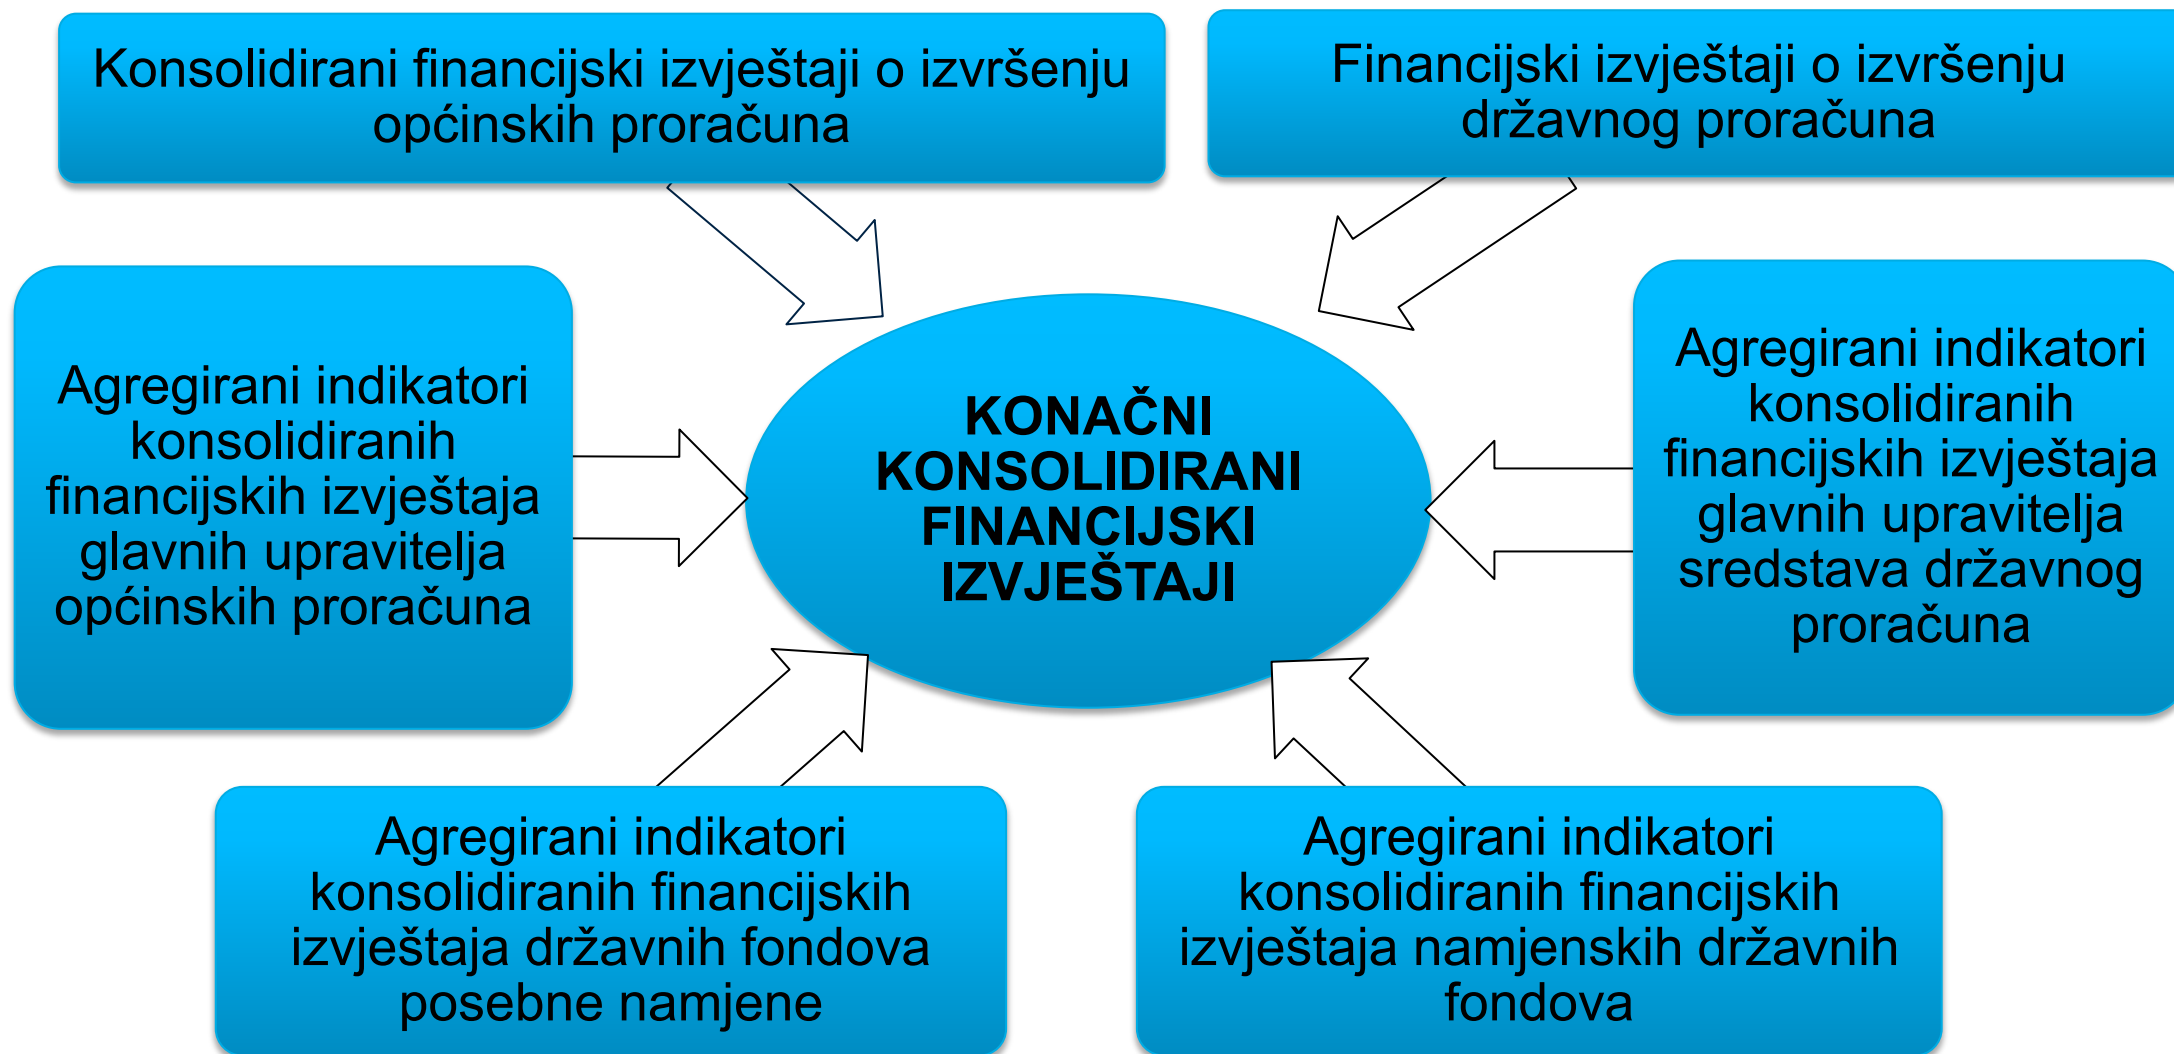 Konsolidirani financijski izvještaji o izvršenju
općinskih proračuna
Financijski izvještaji o izvršenju
državnog proračuna
Agregirani indikatori
konsolidiranih
financijskih izvještaja
glavnih upravitelja
općinskih proračuna
KONAČNI
KONSOLIDIRANI
FINANCIJSKI
IZVJEŠTAJI
Agregirani indikatori
konsolidiranih
financijskih izvještaja
glavnih upravitelja
sredstava državnog
proračuna
Agregirani indikatori
konsolidiranih financijskih
izvještaja državnih fondova
posebne namjene
Agregirani indikatori
konsolidiranih financijskih
izvještaja namjenskih državnih
fondova